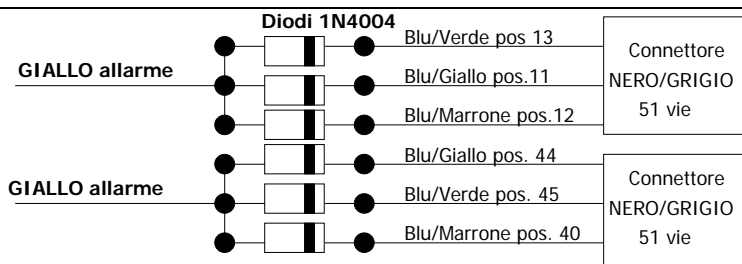 Diodi 1N4004
GIALLO allarme
Blu/Verde pos 13
Blu/Giallo pos.11
Blu/Marrone pos.12
Connettore
NERO/GRIGIO
51 vie
GIALLO allarme
Blu/Giallo pos. 44
Blu/Verde pos. 45
Blu/Marrone pos. 40
Connettore
NERO/GRIGIO
51 vie